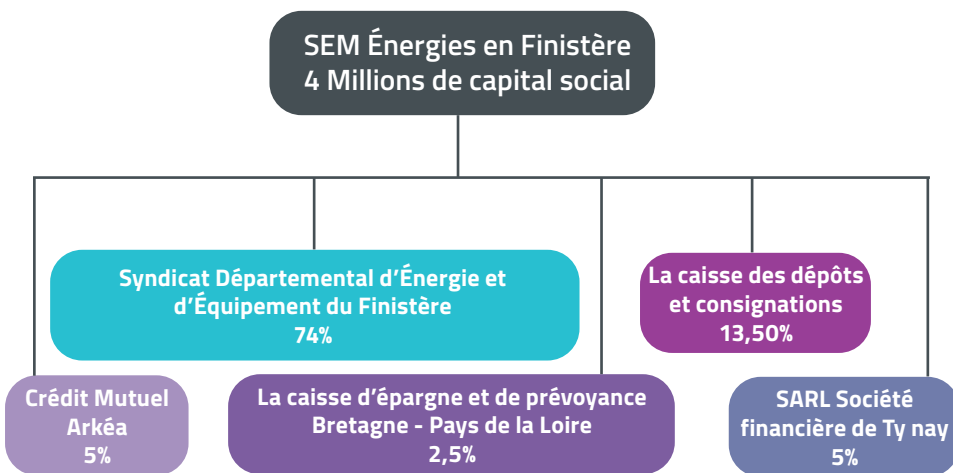 SEM Énergies en Finistère
4 Millions de capital social
Syndicat Départemental d'Énergie et
d'Équipement du Finistère
74%
La caisse des dépôts
et consignations
13,50%
Crédit Mutuel
Arkéa
5%
La caisse d'épargne et de prévoyance
Bretagne - Pays de la Loire
2,5%
SARL Société
financière de Ty nay
5%